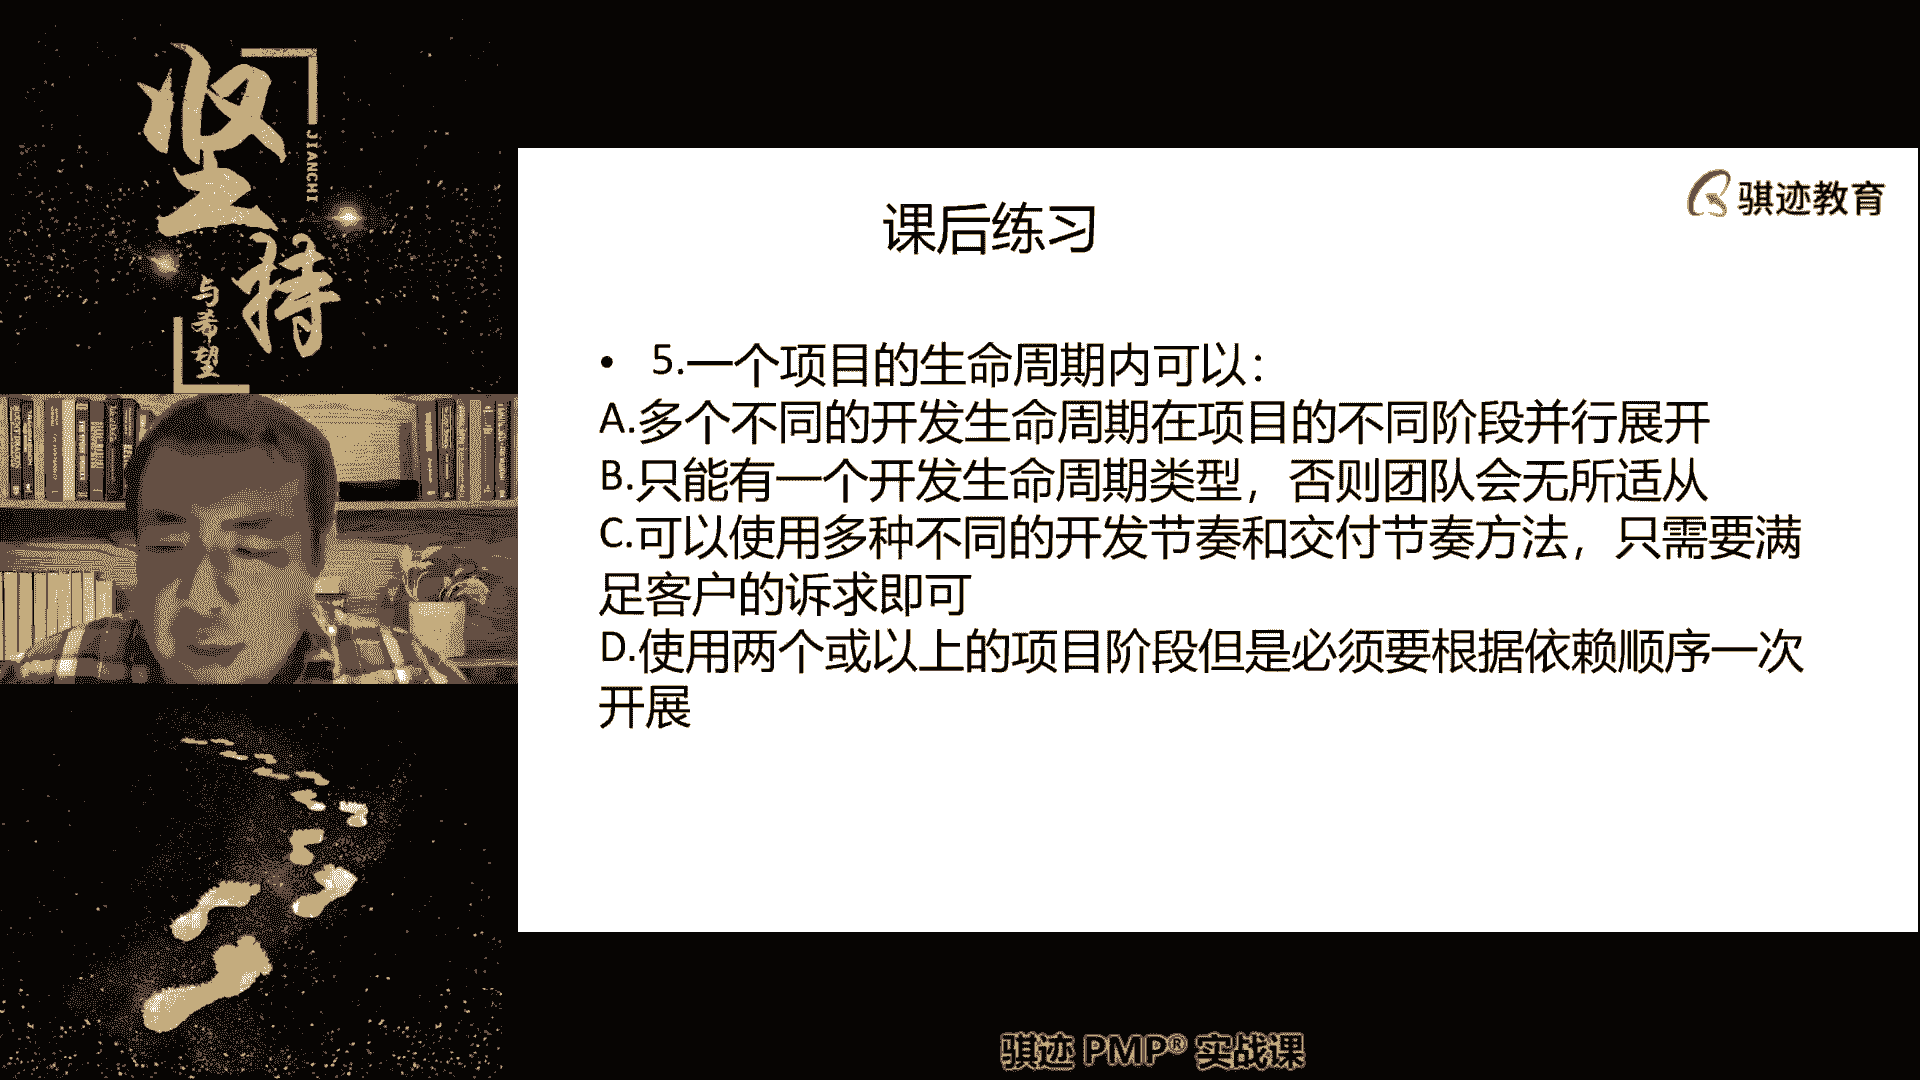 坚持
JIANCHI
与希望
骐迹教育
课后练习
• 5.一个项目的生命周期内可以：
A.多个不同的开发生命周期在项目的不同阶段并行展开
B.只能有一个开发生命周期类型，否则团队会无所适从
C.可以使用多种不同的开发节奏和交付节奏方法，只需要满
足客户的诉求即可
D.使用两个或以上的项目阶段但是必须要根据依赖顺序一次
开展
骐迹 PMP® 实战课